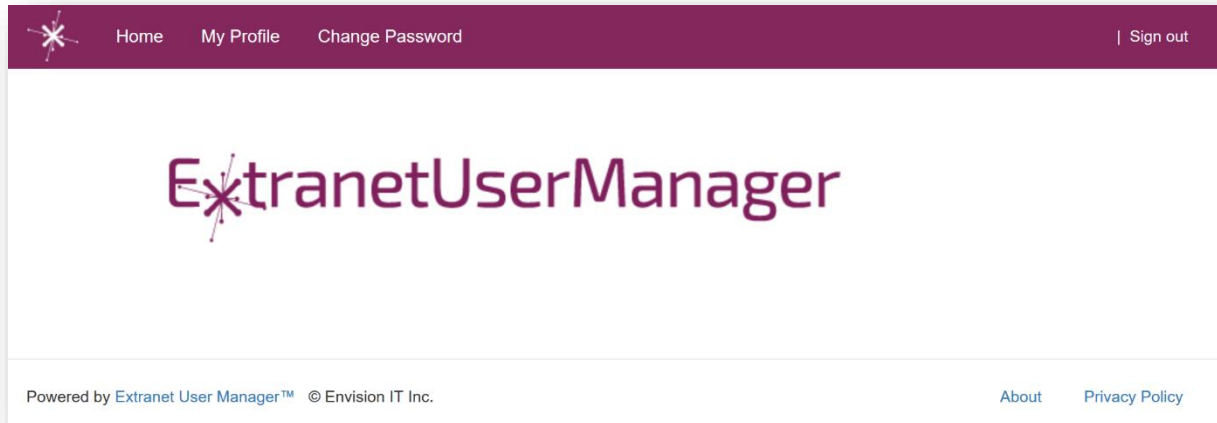 Home My Profile Change Password | Sign out
ExtranetUserManager
Powered by Extranet User Manager™ © Envision IT Inc. About Privacy Policy